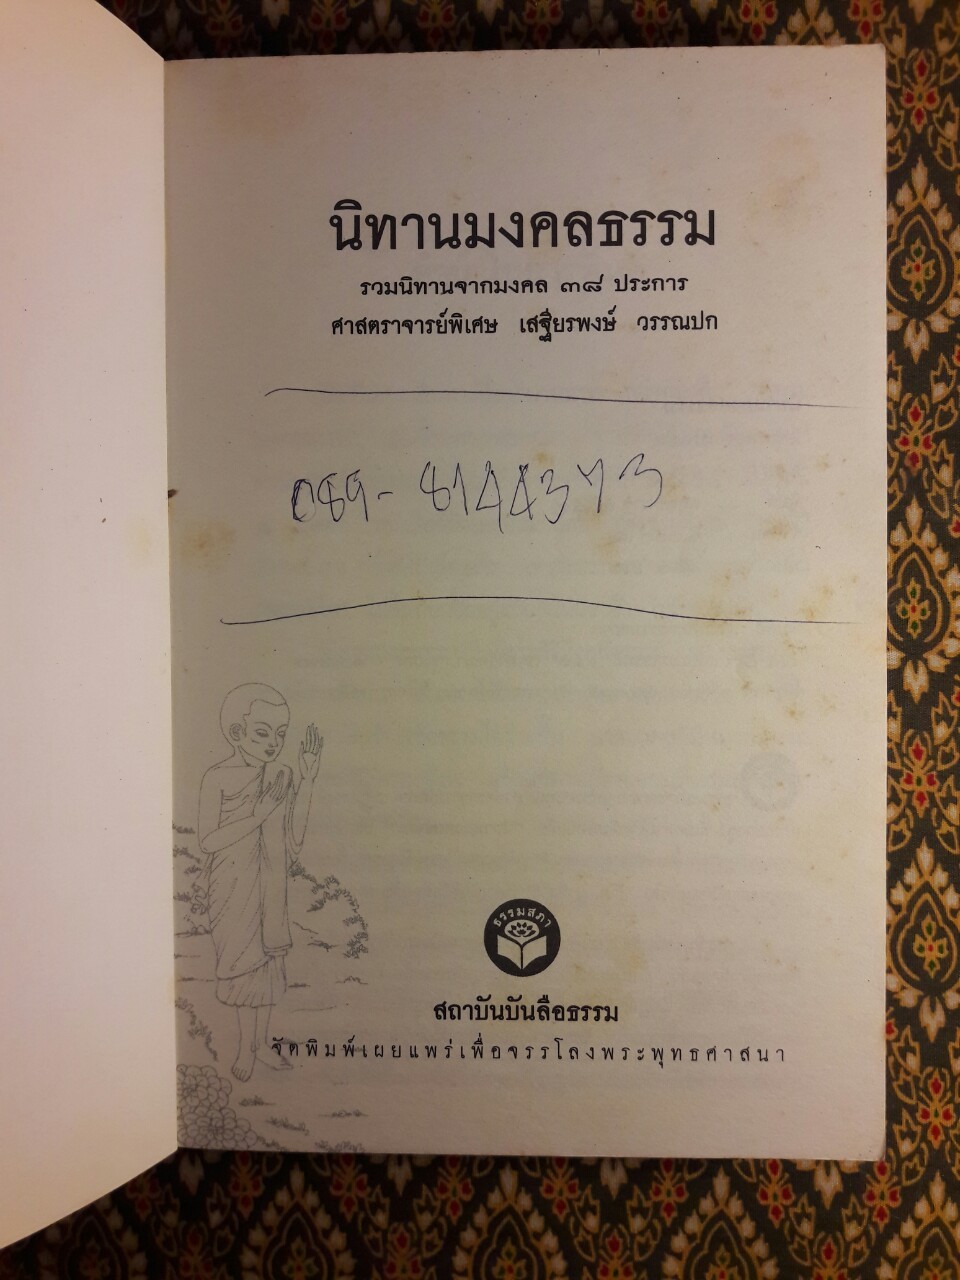 นิทานมงคลธรรม
รวมนิทานจากมงคล ๓๘ ประการ
ศาสตราจารย์พิเศษ เสฐียรพงษ์ วรรณปก
089-8144373
ธรรมสภา
สถาบันบันลือธรรม
จัดพิมพ์เผยแพร่เพื่อจรรโลงพระพุทธศาสนา